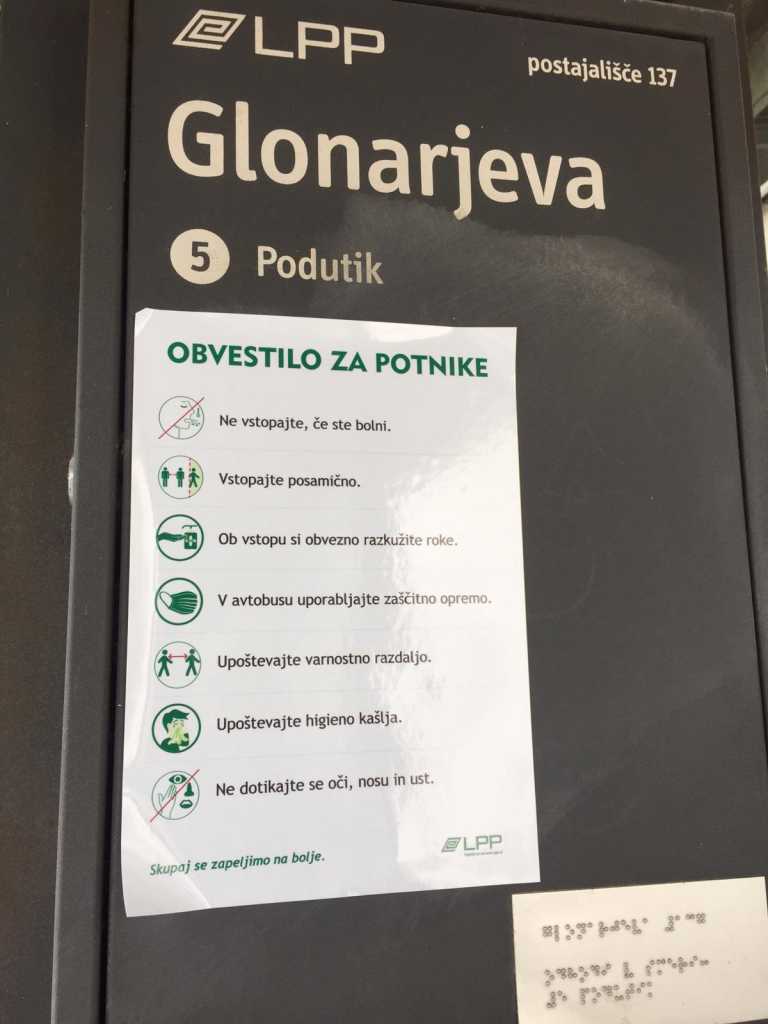 LPP
postajališče 137
Glonarjeva
5 Podutik
OBVESTILO ZA POTNIKE
Ne vstopajte, če ste bolni.
Vstopajte posamično.
Ob vstopu si obvezno razkužite roke.
V avtobusu uporabljajte zaščitno opremo.
Upoštevajte varnostno razdaljo.
Upoštevajte higieno kašlja.
Ne dotikajte se oči, nosu in ust.
Skupaj se zapeljimo na bolje.
LPP